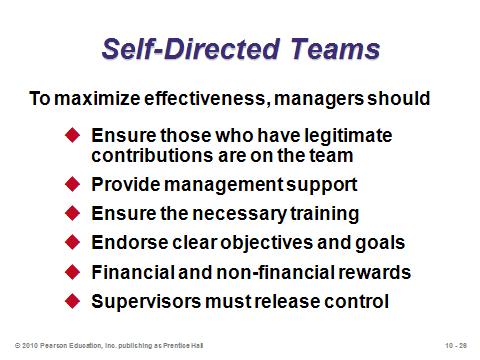 Self-Directed Teams
To maximize effectiveness, managers should
Ensure those who have legitimate
contributions are on the team
Provide management support
Ensure the necessary training
Endorse clear objectives and goals
Financial and non-financial rewards
Supervisors must release control
© 2010 Pearson Education, Inc. publishing as Prentice Hall
10 - 28